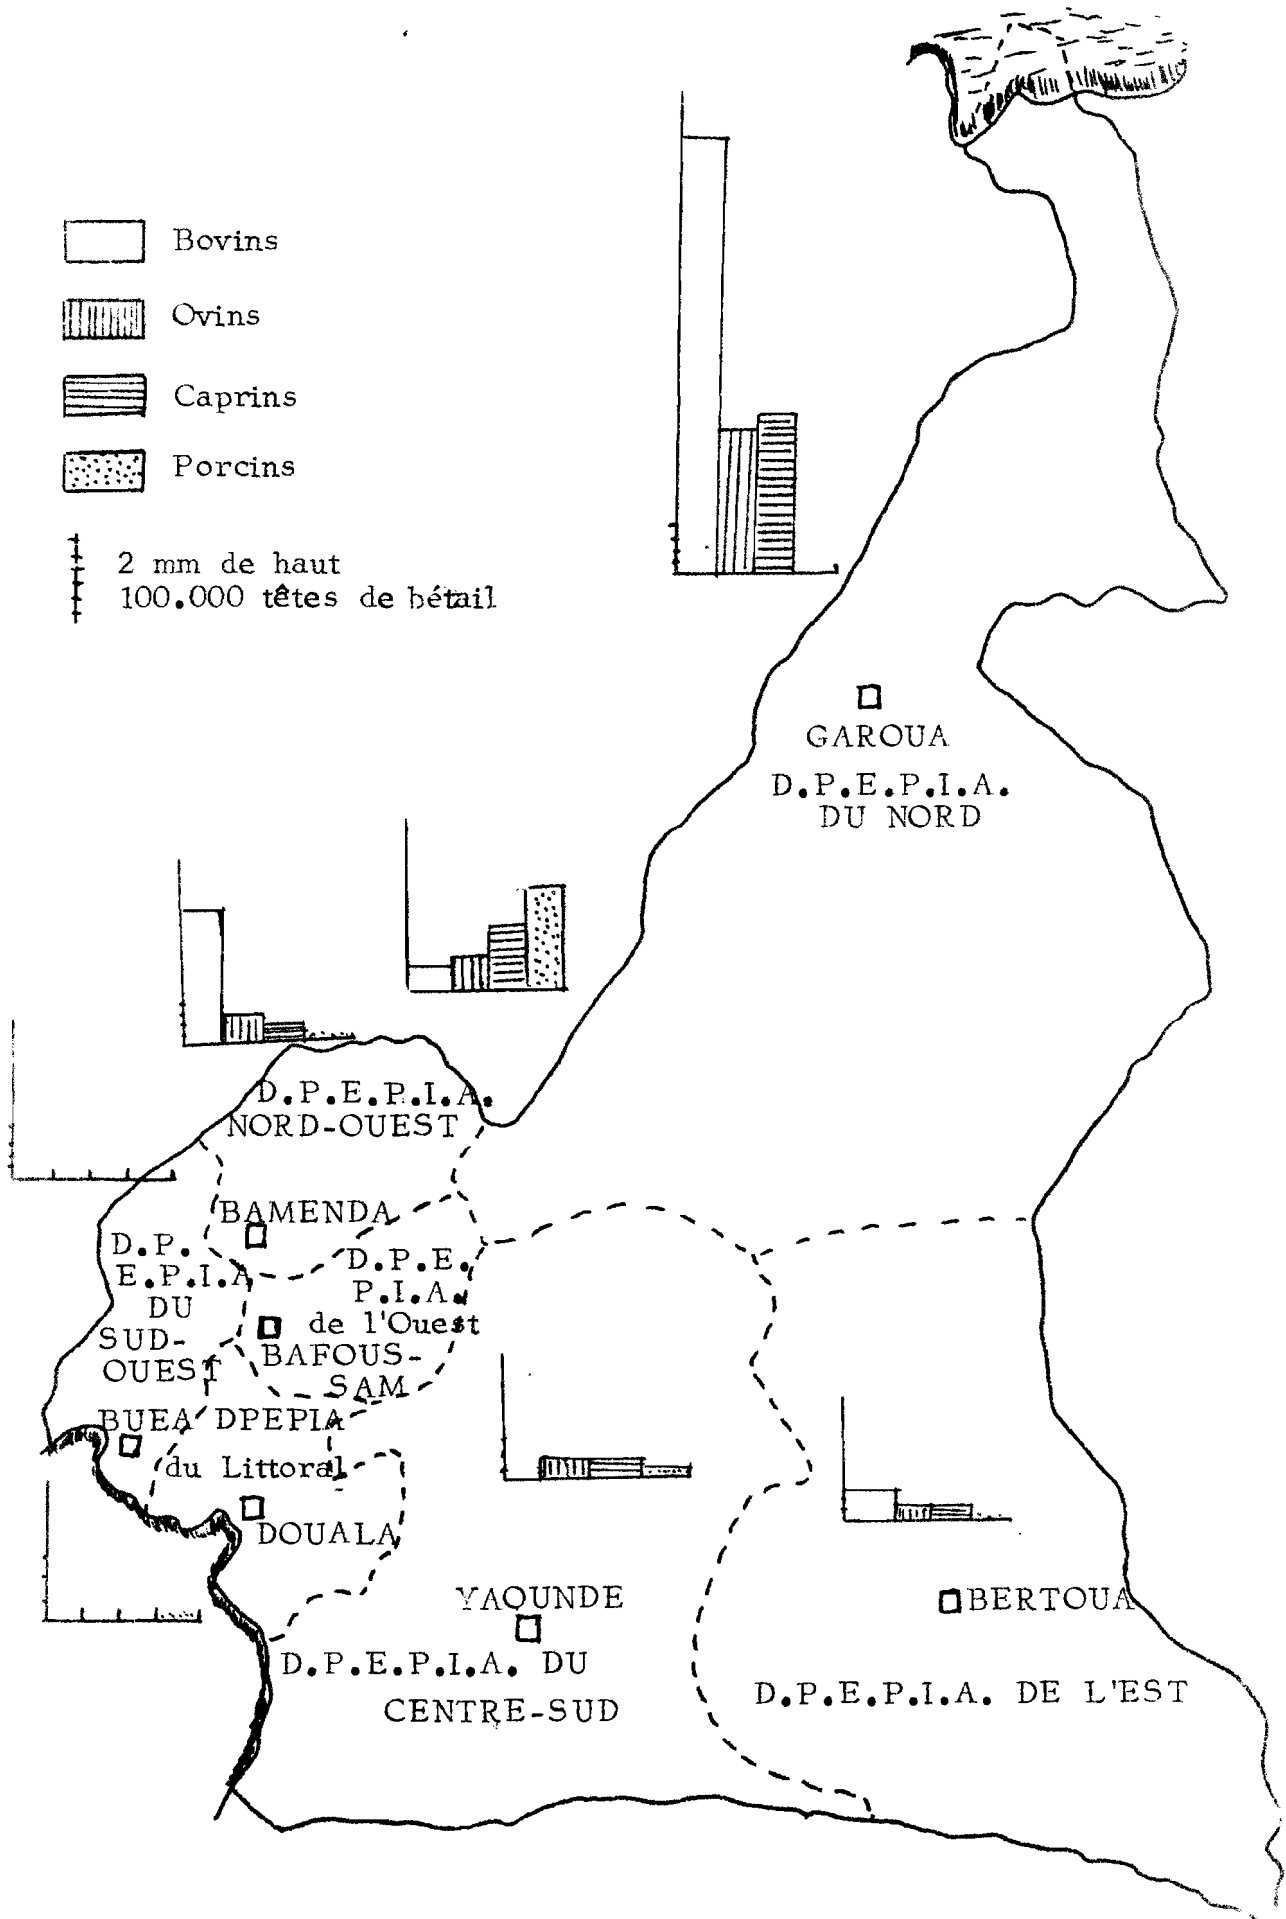 Bovins
Ovins
Caprins
Porcins
2 mm de haut
100.000 têtes de bétail
GAROUA
D.P.E.P.I.A.
DU NORD
D.P.E.P.I.A.
NORD-OUEST
BAMENDA
D.P.
E.P.I.A
DU
SUD-
OUEST
D.P.E.
P.I.A.
de l'Ouest
BAFOUS-
SAM
BUEA
DPEPIA
du Littoral
DOUALA
YAOUNDE
D.P.E.P.I.A. DU
CENTRE-SUD
BERTOUA
D.P.E.P.I.A. DE L'EST